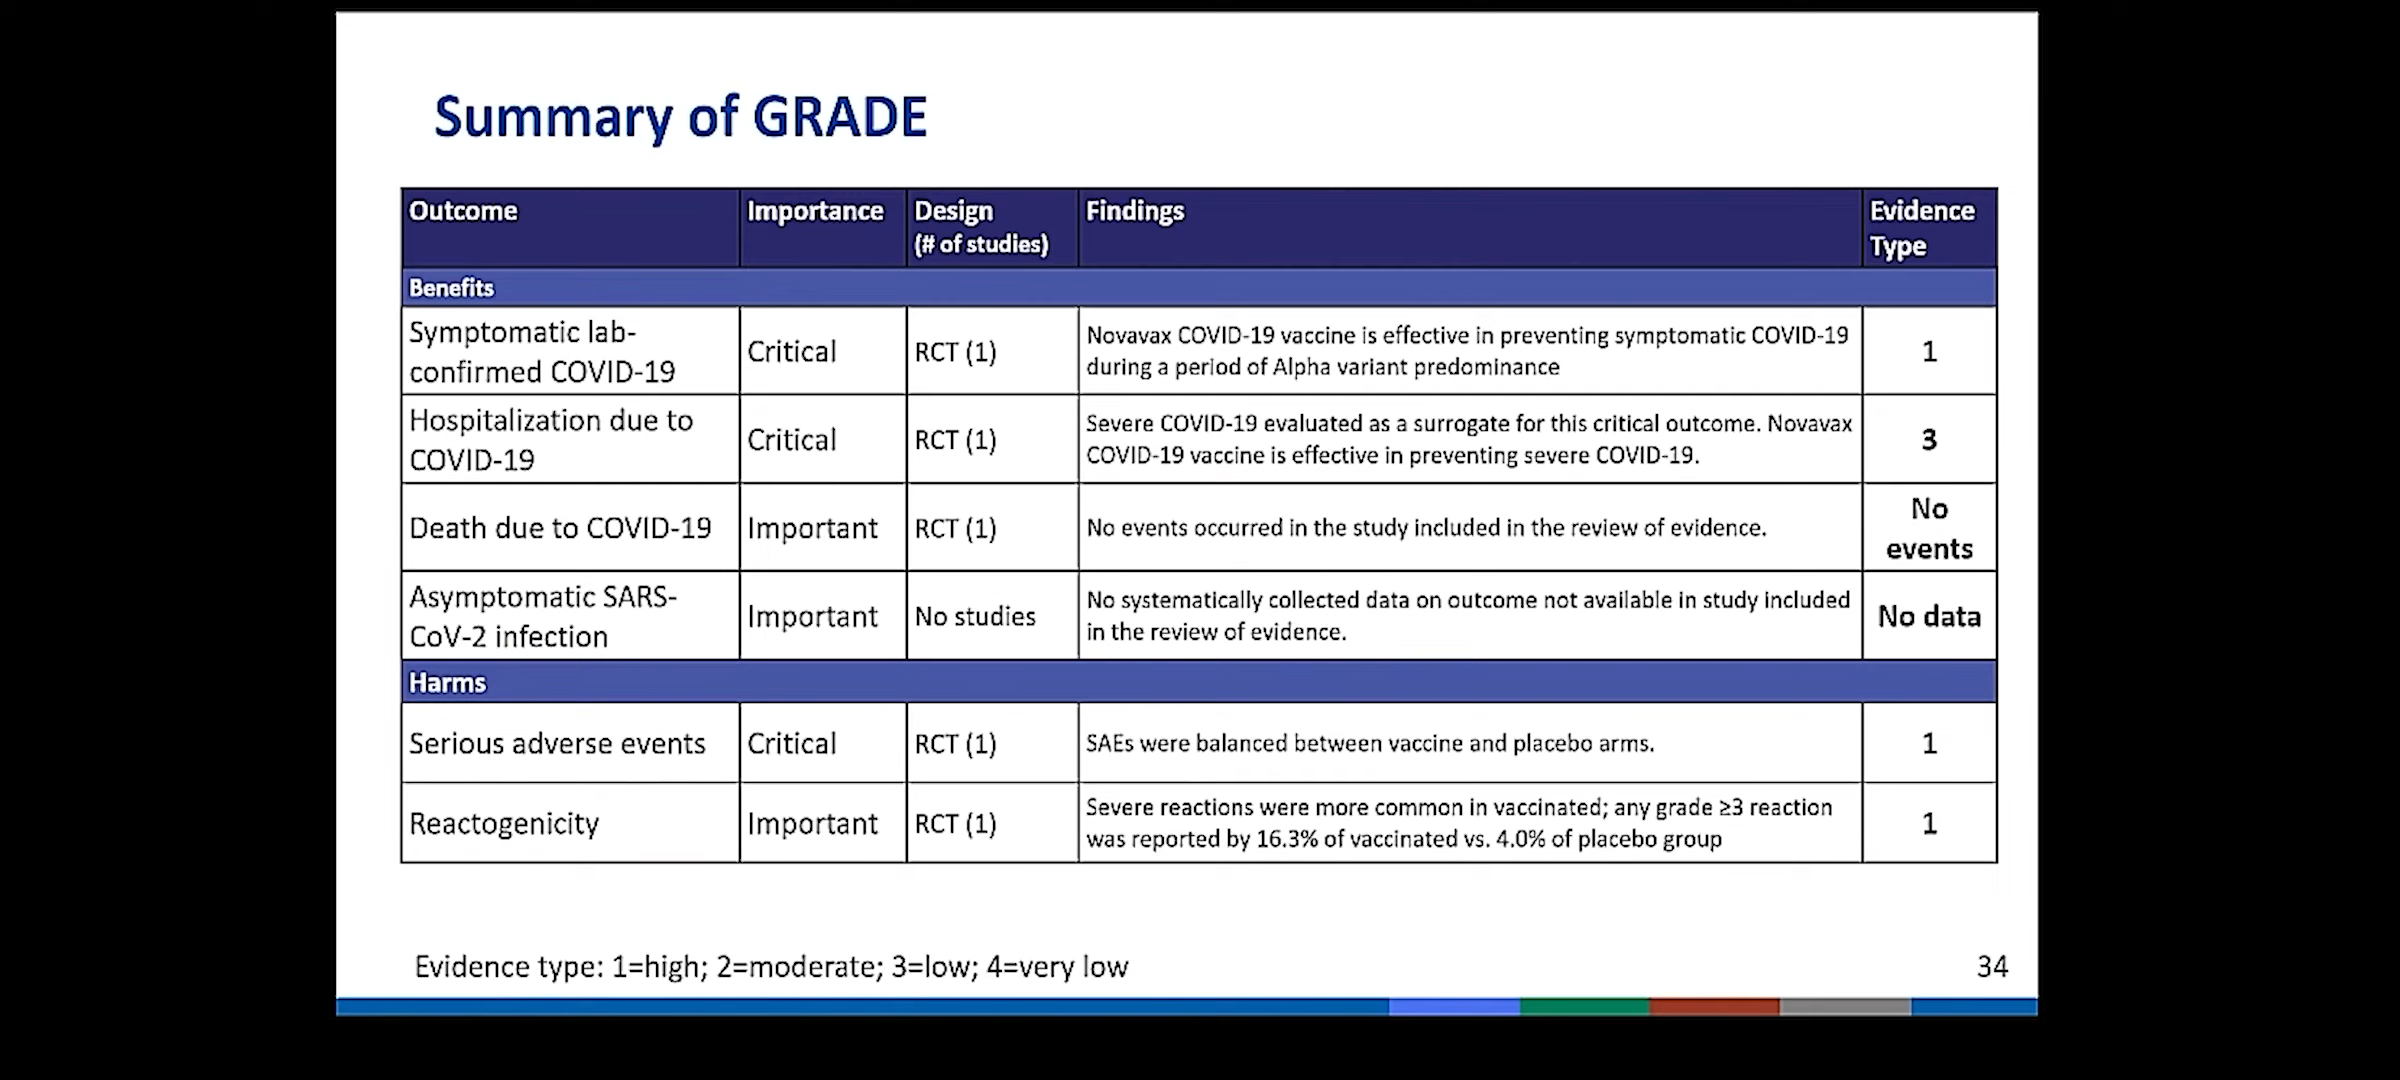 Summary of GRADE
Outcome
Importance
Design
(# of studies)
Findings
Evidence
Type
Benefits
Symptomatic lab-
confirmed COVID-19
Critical
RCT (1)
Novavax COVID-19 vaccine is effective in preventing symptomatic COVID-19
during a period of Alpha variant predominance
1
Hospitalization due to
COVID-19
Critical
RCT (1)
Severe COVID-19 evaluated as a surrogate for this critical outcome. Novavax
COVID-19 vaccine is effective in preventing severe COVID-19.
3
Death due to COVID-19
Important
RCT (1)
No events occurred in the study included in the review of evidence.
No
events
Asymptomatic SARS-
CoV-2 infection
Important
No studies
No systematically collected data on outcome not available in study included
in the review of evidence.
No data
Harms
Serious adverse events
Critical
RCT (1)
SAEs were balanced between vaccine and placebo arms.
1
Reactogenicity
Important
RCT (1)
Severe reactions were more common in vaccinated; any grade ≥3 reaction
was reported by 16.3% of vaccinated vs. 4.0% of placebo group
1
Evidence type: 1=high; 2=moderate; 3=low; 4=very low
34